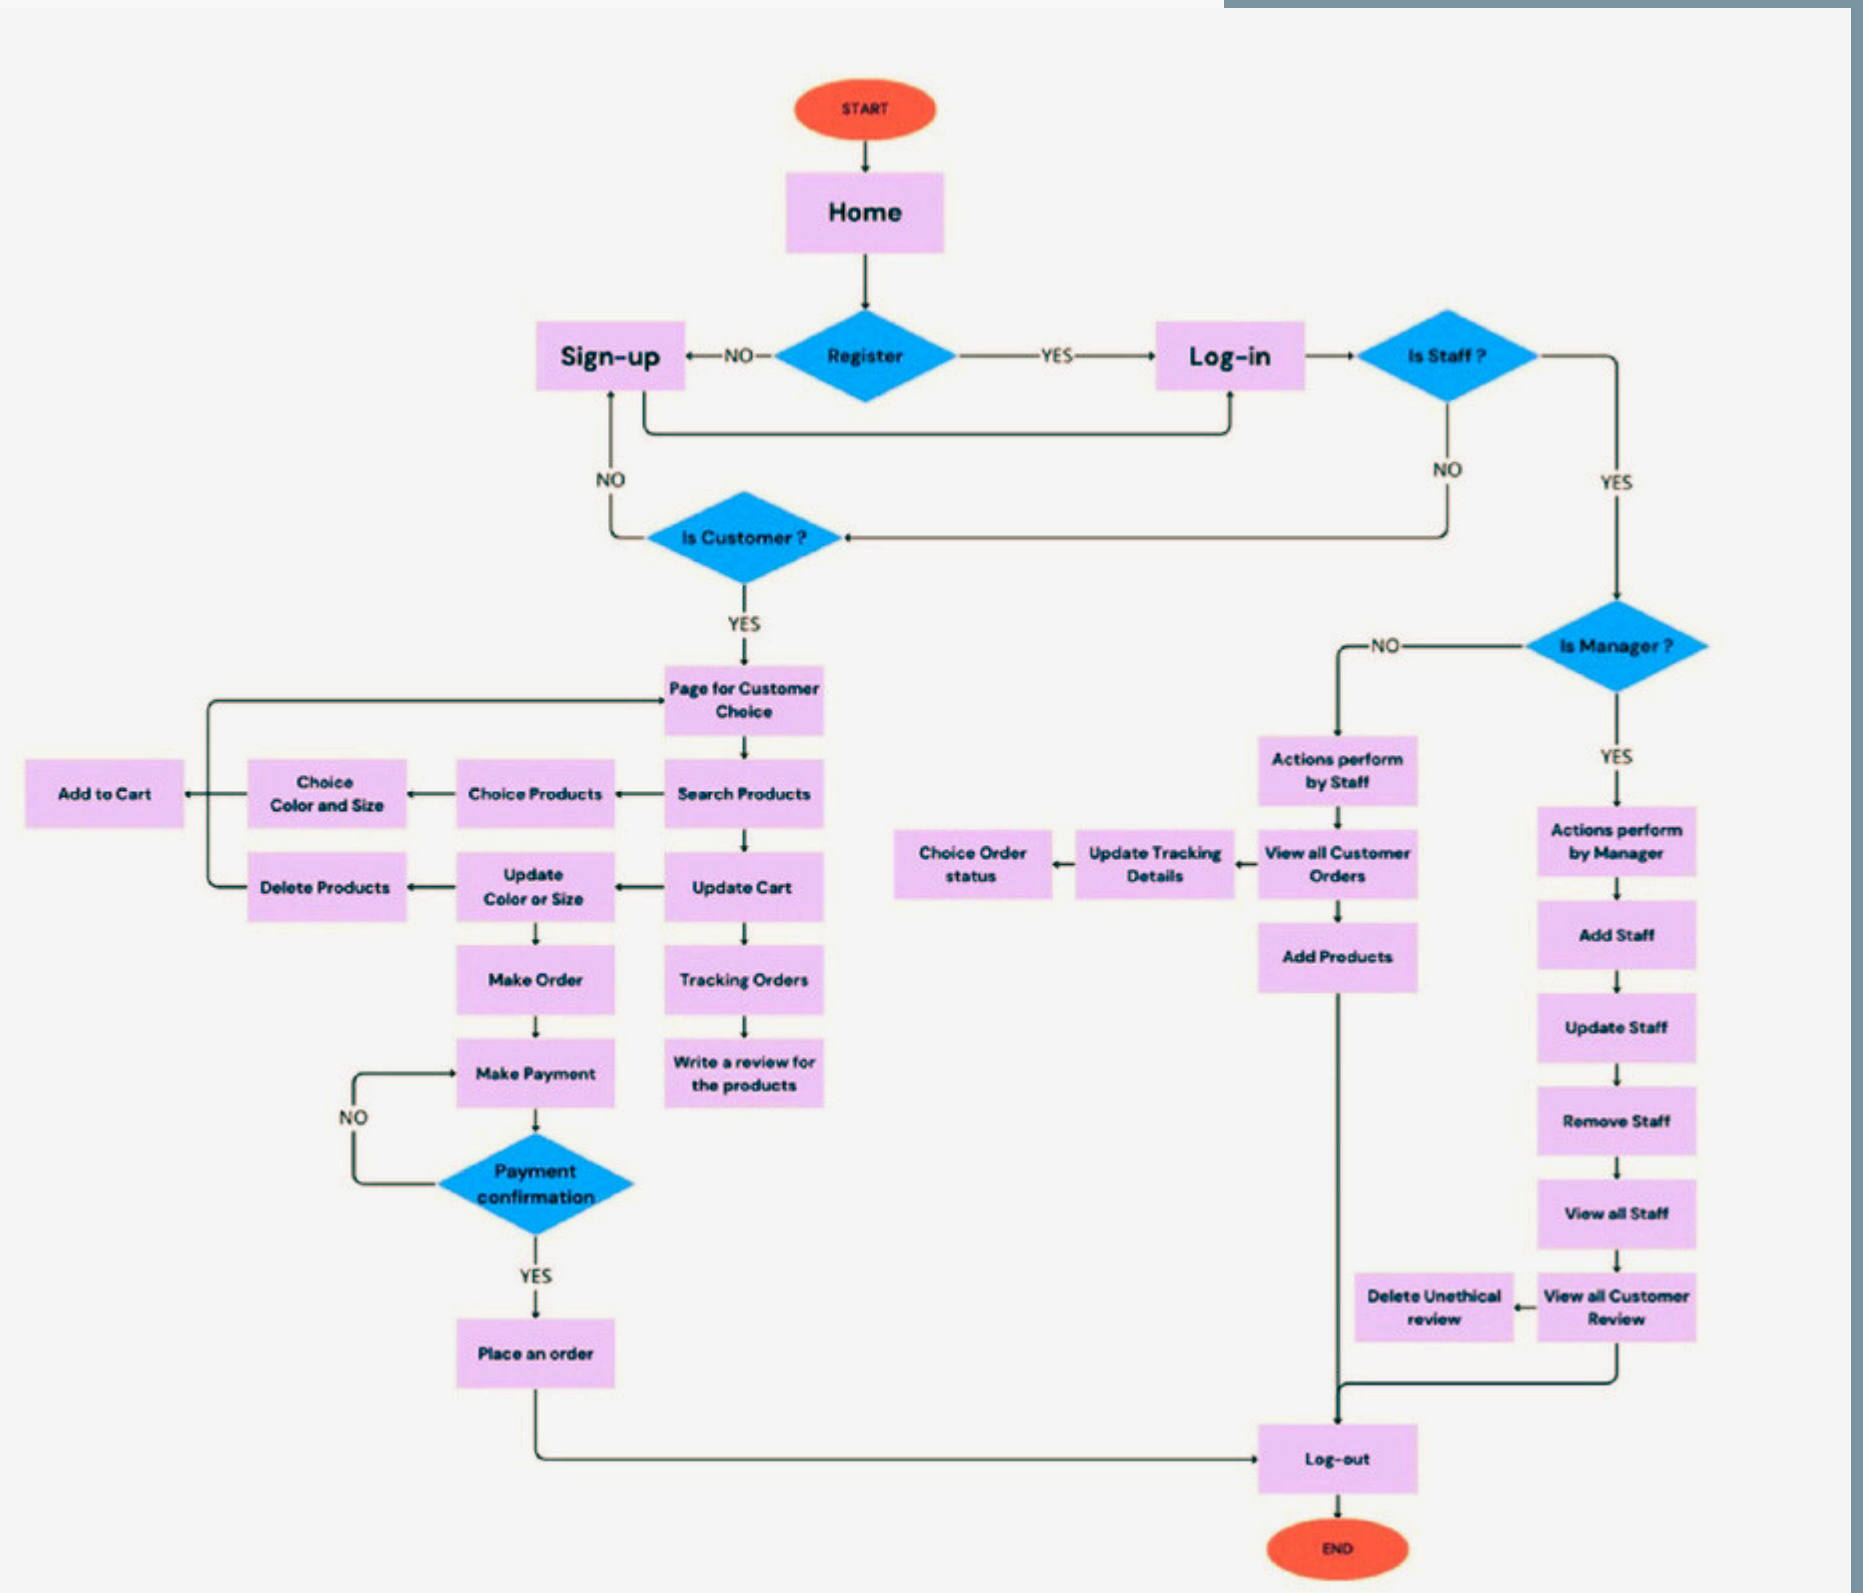 START
Home
Sign-up
NO
Register
YES
Log-in
Is Staff ?
NO
NO
YES
Is Customer ?
YES
NO
Is Manager ?
Page for Customer
Choice
Actions perform
by Staff
YES
Add to Cart
Choice
Color and Size
Choice Products
Search Products
Actions perform
by Manager
Choice Order
status
Update Tracking
Details
View all Customer
Orders
Delete Products
Update
Color or Size
Update Cart
Add Staff
Add Products
Make Order
Tracking Orders
Update Staff
Make Payment
Write a review for
the products
NO
Remove Staff
Payment
confirmation
View all Staff
YES
Delete Unethical
review
View all Customer
Review
Place an order
Log-out
END